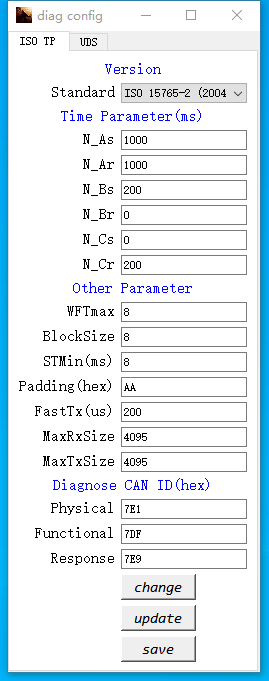 diag config
ISO TP UDS
Version
Standard ISO 15765-2 (2004
Time Parameter(ms)
N_As 1000
N_Ar 1000
N_Bs 200
N_Br 0
N_Cs 0
N_Cr 200
Other Parameter
WFTmax 8
BlockSize 8
STMin(ms) 8
Padding(hex) AA
FastTx(us) 200
MaxRxSize 4095
MaxTxSize 4095
Diagnose CAN ID(hex)
Physical 7E1
Functional 7DF
Response 7E9
change
update
save